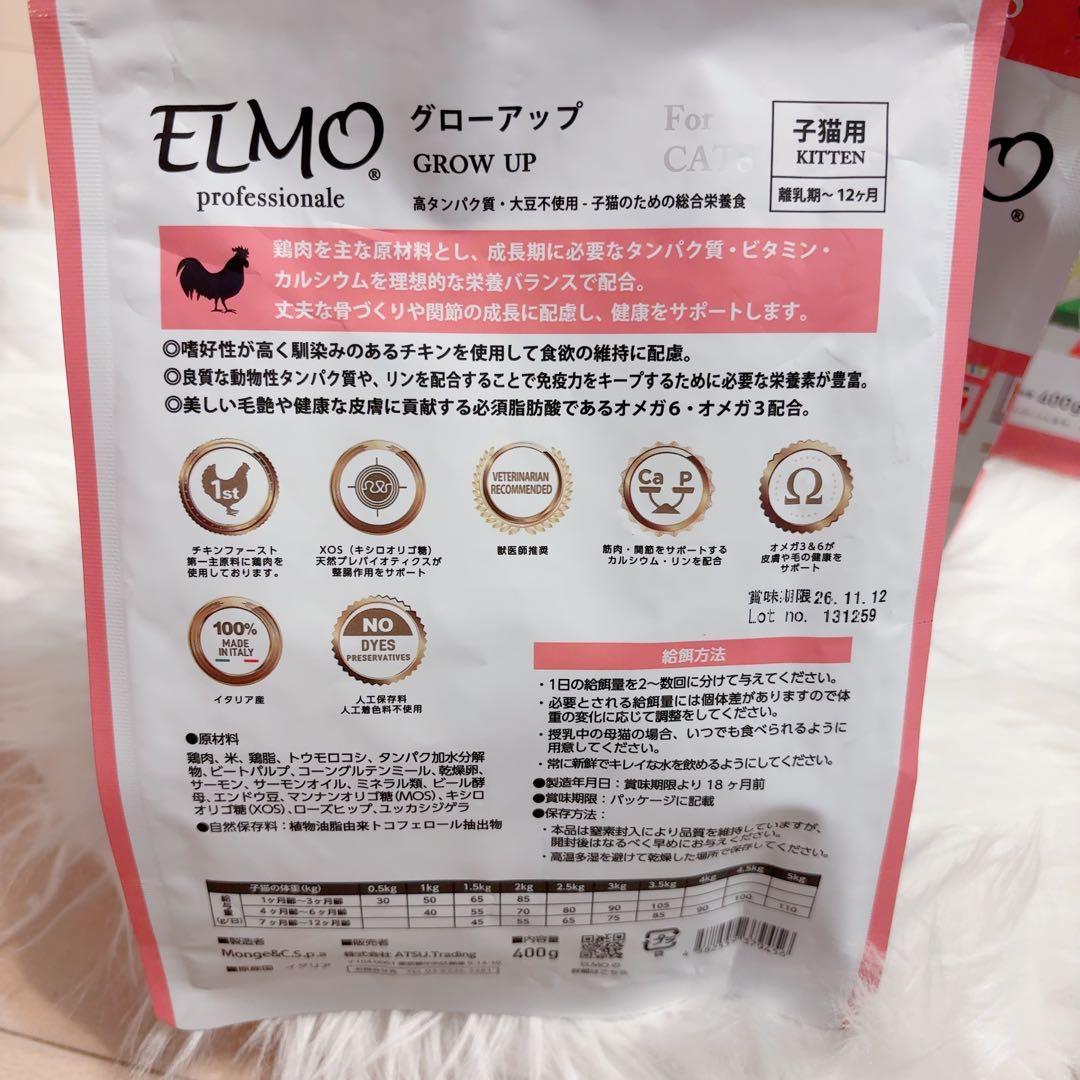 ELMO®
professionale
グローアップ
GROW UP
For
CATS
子猫用
KITTEN
離乳期〜12ヶ月
高タンパク質・大豆不使用 - 子猫のための総合栄養食
鶏肉を主な原材料とし、成長期に必要なタンパク質・ビタミン・
カルシウムを理想的な栄養バランスで配合。
丈夫な骨づくりや関節の成長に配慮し、健康をサポートします。
◎嗜好性が高く馴染みのあるチキンを使用して食欲の維持に配慮。
◎良質な動物性タンパク質や、リンを配合することで免疫力をキープするために必要な栄養素が豊富。
◎美しい毛艶や健康な皮膚に貢献する必須脂肪酸であるオメガ6・オメガ3配合。
1st
チキンファースト
第一主原料に鶏肉を
使用しております。
XOS（キシロオリゴ糖）
天然プレバイオティクスが
整腸作用をサポート
VETERINARIAN
RECOMMENDED
獣医師推奨
Ca P
筋肉・関節をサポートする
カルシウム・リンを配合
Ω
オメガ3＆6が
皮膚や毛の健康を
サポート
賞味期限 26.11.12
Lot no. 131259
100%
MADE
IN ITALY
イタリア産
NO
DYES
PRESERVATIVES
人工保存料
人工着色料不使用
給餌方法
・1日の給餌量を2〜数回に分けて与えてください。
・必要とされる給餌量には個体差がありますので体
重の変化に応じて調整をしてください。
・授乳中の母猫の場合、いつでも食べられるように
用意してください。
・常に新鮮でキレイな水を飲めるようにしてください。
●製造年月日：賞味期限より18ヶ月前
●賞味期限：パッケージに記載
●保存方法：
・本品は窒素封入により品質を維持していますが、
開封後はなるべく早めにお与えください。
・高温多湿を避けて乾燥した場所で保存してください。
●原材料
鶏肉、米、鶏脂、トウモロコシ、タンパク加水分解
物、ビートパルプ、コーングルテンミール、乾燥卵、
サーモン、サーモンオイル、ミネラル類、ビール酵
母、エンドウ豆、マンナンオリゴ糖(MOS)、キシロ
オリゴ糖(XOS)、ローズヒップ、ユッカシジゲラ
●自然保存料：植物油脂由来トコフェロール抽出物
子猫の体重(kg) 0.5kg 1kg 1.5kg 2kg 2.5kg 3kg 3.5kg 4kg 4.5kg 5kg
給与量(g/日)
1ヶ月齢〜3ヶ月齢 30 50 65 85
4ヶ月齢〜6ヶ月齢 40 55 70 80 90 105
7ヶ月齢〜12ヶ月齢 45 55 65 75 85 90 100 110
■製造者
Monge&C.S.p.a
■原産国 イタリア
■販売者
株式会社 ATSU.Trading
■内容量
400g
ELMO
プラ
袋
O®
400g